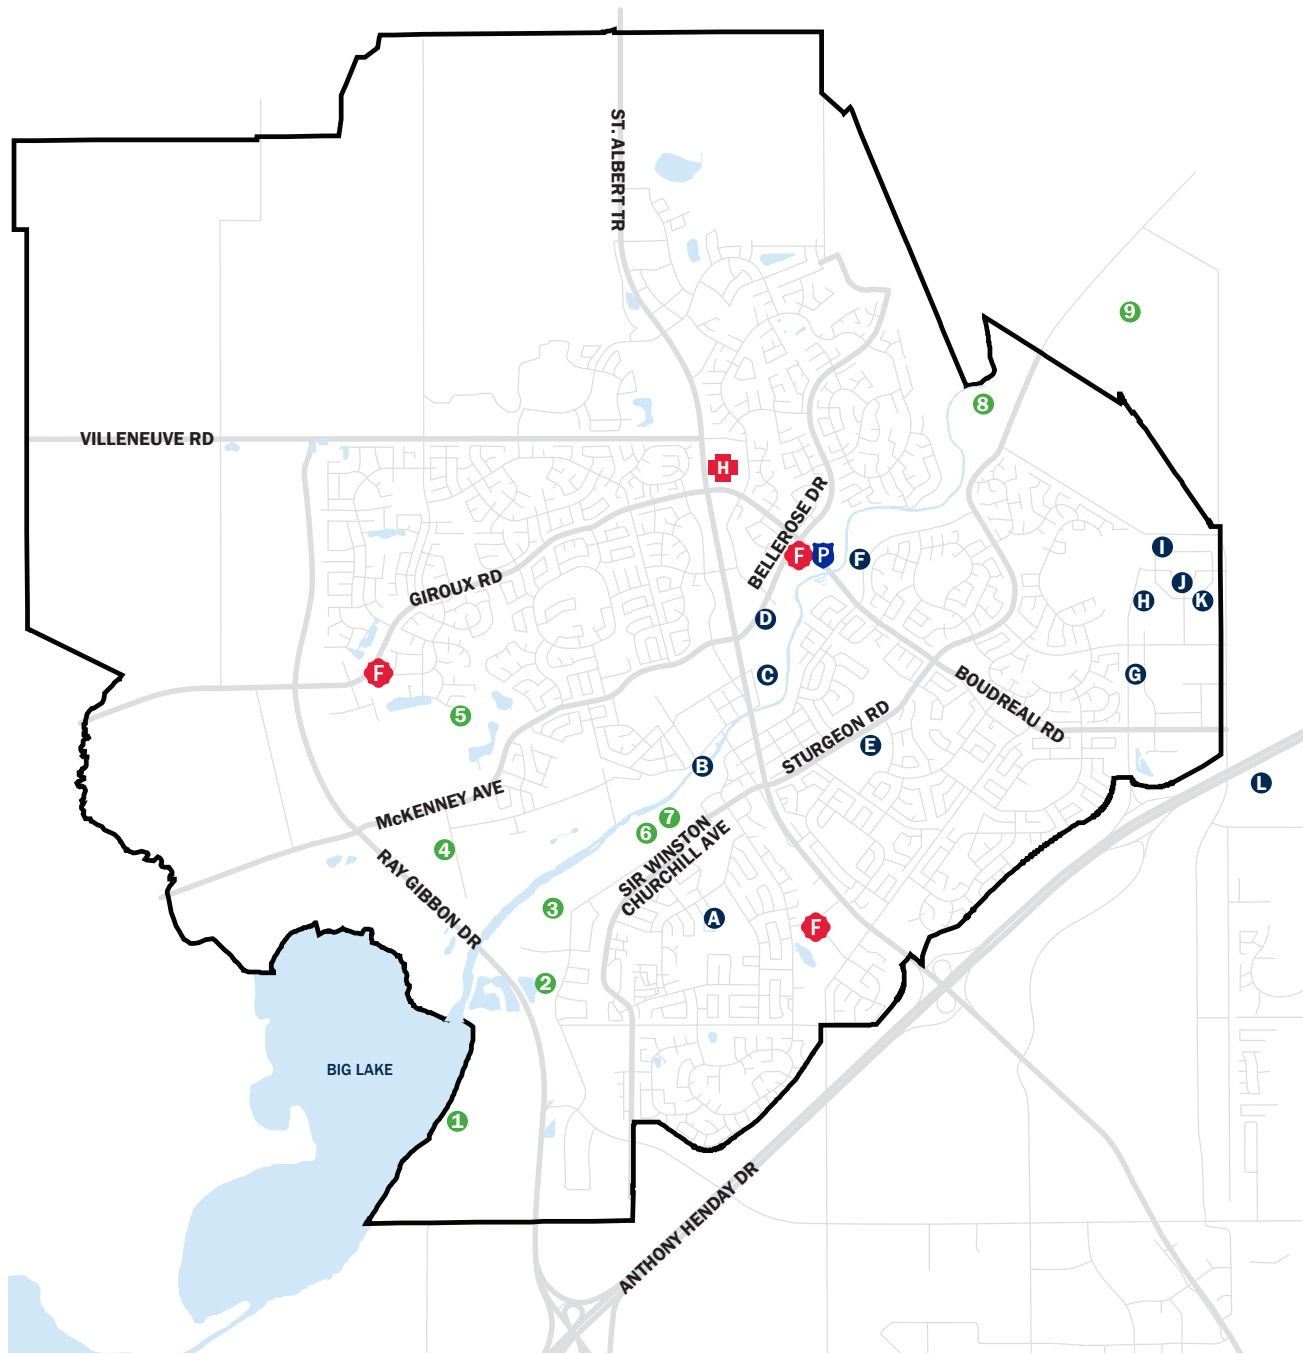 ST. ALBERT TR
9
8
VILLENEUVE RD
H
BELLEROSE DR
F
P
F
I
J
H
K
GIROUX RD
D
F
C
G
BOUDREAU RD
5
STURGEON RD
E
B
L
McKENNEY AVE
7
6
4
SIR WINSTON
CHURCHILL AVE
RAY GIBBON DR
3
A
F
2
BIG LAKE
1
ANTHONY HENDAY DR